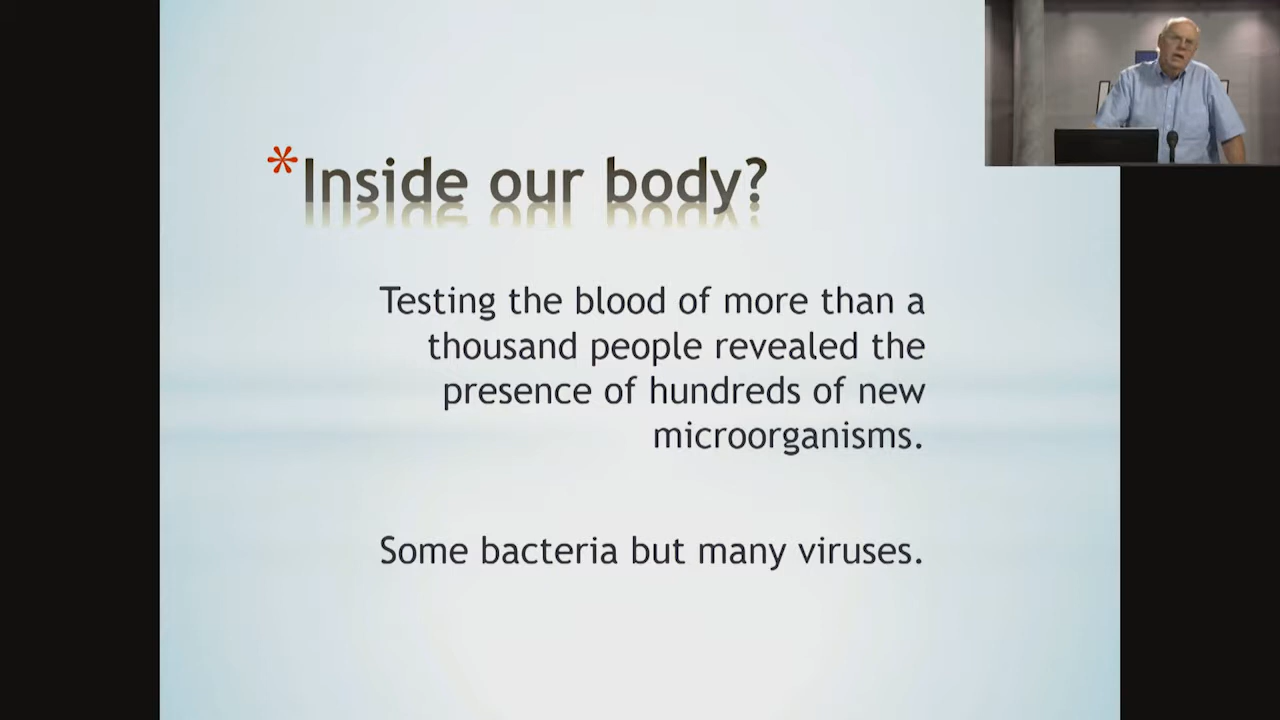 *Inside our body?
Testing the blood of more than a
thousand people revealed the
presence of hundreds of new
microorganisms.
Some bacteria but many viruses.